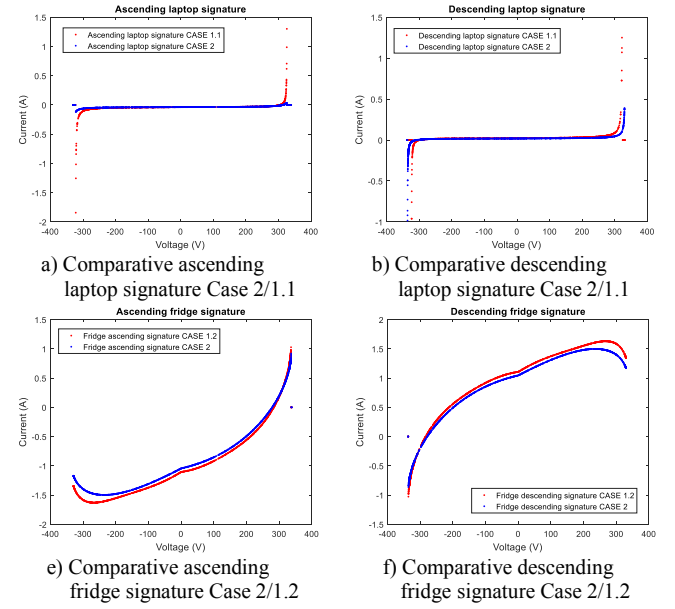 Ascending laptop signature
1.5
1
0.5
0
-0.5
-1
-1.5
-2
Current (A)
Ascending laptop signature CASE 1.1
Ascending laptop signature CASE 2
-400 -300 -200 -100 0 100 200 300 400
Voltage (V)
a) Comparative ascending
laptop signature Case 2/1.1
Descending laptop signature
1.5
1
0.5
0
-0.5
-1
Current (A)
Descending laptop signature CASE 1.1
Descending laptop signature CASE 2
-400 -300 -200 -100 0 100 200 300 400
Voltage (V)
b) Comparative descending
laptop signature Case 2/1.1
Ascending fridge signature
1.5
1
0.5
0
-0.5
-1
-1.5
-2
Current (A)
Fridge ascending signature CASE 1.2
Fridge ascending signature CASE 2
-400 -300 -200 -100 0 100 200 300 400
Voltage (V)
e) Comparative ascending
fridge signature Case 2/1.2
Descending fridge signature
2
1.5
1
0.5
0
-0.5
-1
-1.5
Current (A)
Fridge descending signature CASE 1.2
Fridge descending signature CASE 2
-400 -300 -200 -100 0 100 200 300 400
Voltage (V)
f) Comparative descending
fridge signature Case 2/1.2